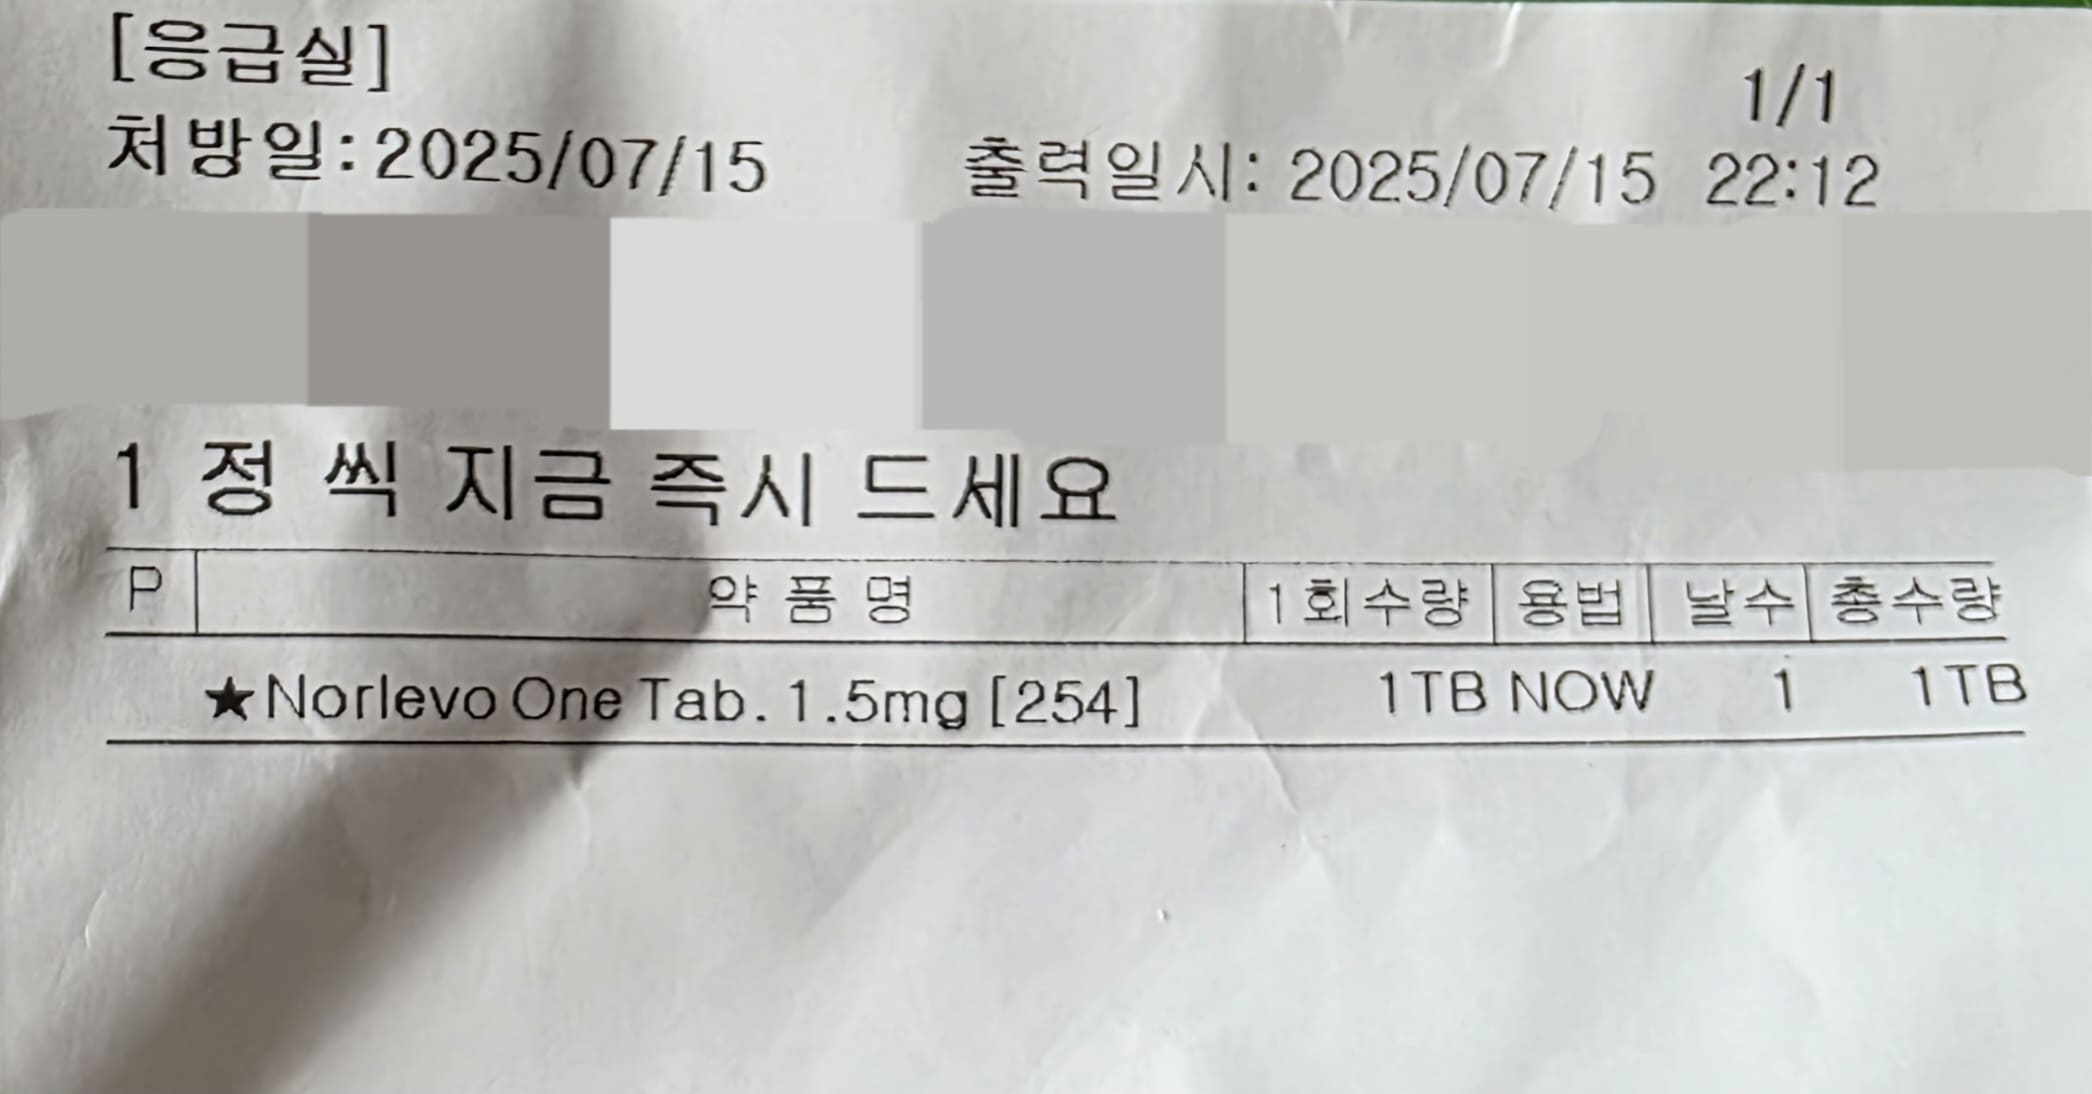 [응급실]
1/1
처방일:2025/07/15 출력일시: 2025/07/15 22:12
1 정 씩 지금 즉시 드세요
P 약 품 명 1회수량 용법 날수 총수량
★Norlevo One Tab. 1.5mg [254] 1TB NOW 1 1TB